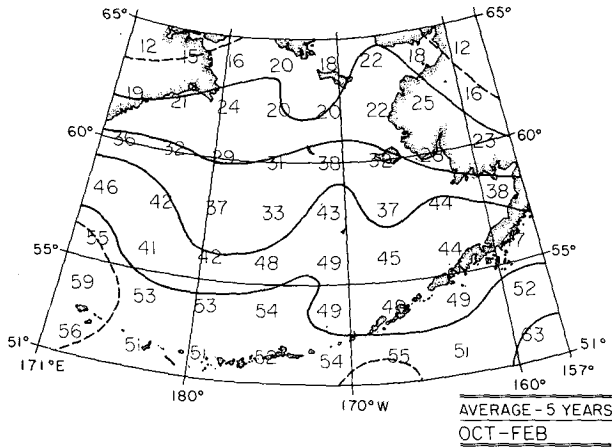 65° 65°
12 15 16 20 18 22 18 12
19 21 24 20 20 22 25 16
60° 60°
36 32 29 31 38 32 26 23
46 42 37 33 43 37 44 38
55 41 42 48 49 45 44
55° 55°
59 53 53 54 49 48 49 52
56 51 51 52 54 55 51 63
51° 51°
171°E 180° 170°W 160° 157°
AVERAGE - 5 YEARS
OCT-FEB